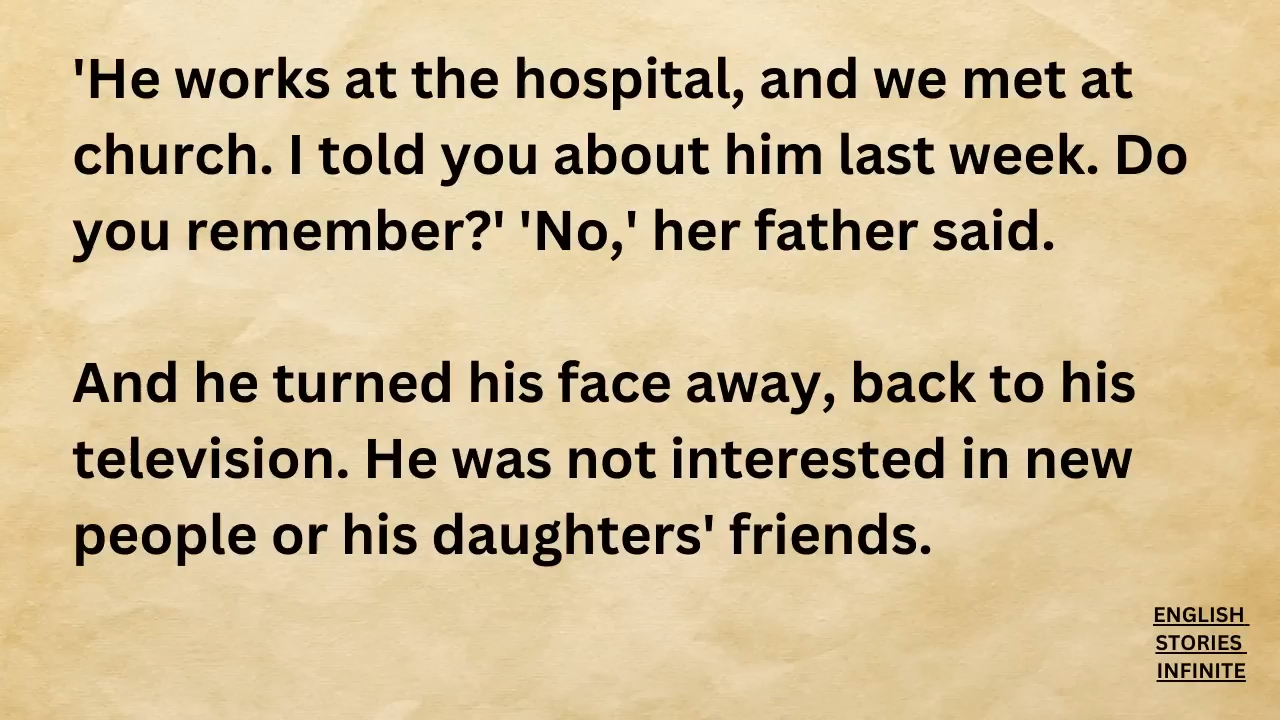 'He works at the hospital, and we met at
church. I told you about him last week. Do
you remember?' 'No,' her father said.
And he turned his face away, back to his
television. He was not interested in new
people or his daughters' friends.
ENGLISH
STORIES
INFINITE